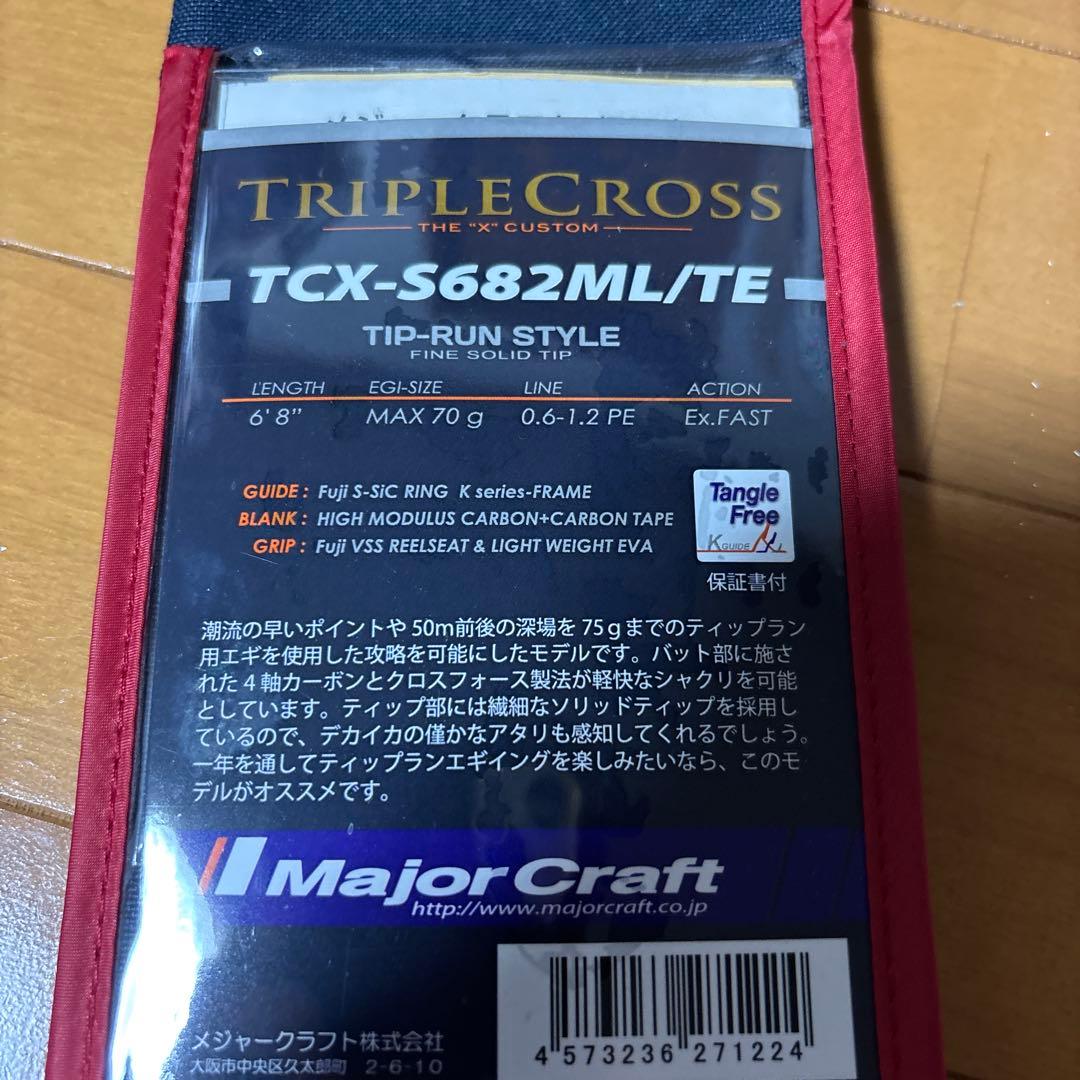 TRIPLECROSS
THE "X" CUSTOM
TCX-S682ML/TE
TIP-RUN STYLE
FINE SOLID TIP
LENGTH EGI-SIZE LINE ACTION
6' 8" MAX 70 g 0.6-1.2 PE Ex.FAST
GUIDE : Fuji S-SiC RING K series-FRAME
BLANK : HIGH MODULUS CARBON+CARBON TAPE
GRIP : Fuji VSS REELSEAT & LIGHT WEIGHT EVA
Tangle
Free
K GUIDE
保証書付
潮流の早いポイントや50m前後の深場を75gまでのティップラン
用エギを使用した攻略を可能にしたモデルです。バット部に施さ
れた4軸カーボンとクロスフォース製法が軽快なシャクリを可能
としています。ティップ部には繊細なソリッドティップを採用し
ているので、デカイカの僅かなアタリも感知してくれるでしょう。
一年を通してティップランエギイングを楽しみたいなら、このモ
デルがオススメです。
Major Craft
http://www.majorcraft.co.jp
メジャークラフト株式会社
大阪市中央区久太郎町 2-6-10
4 573236 271224